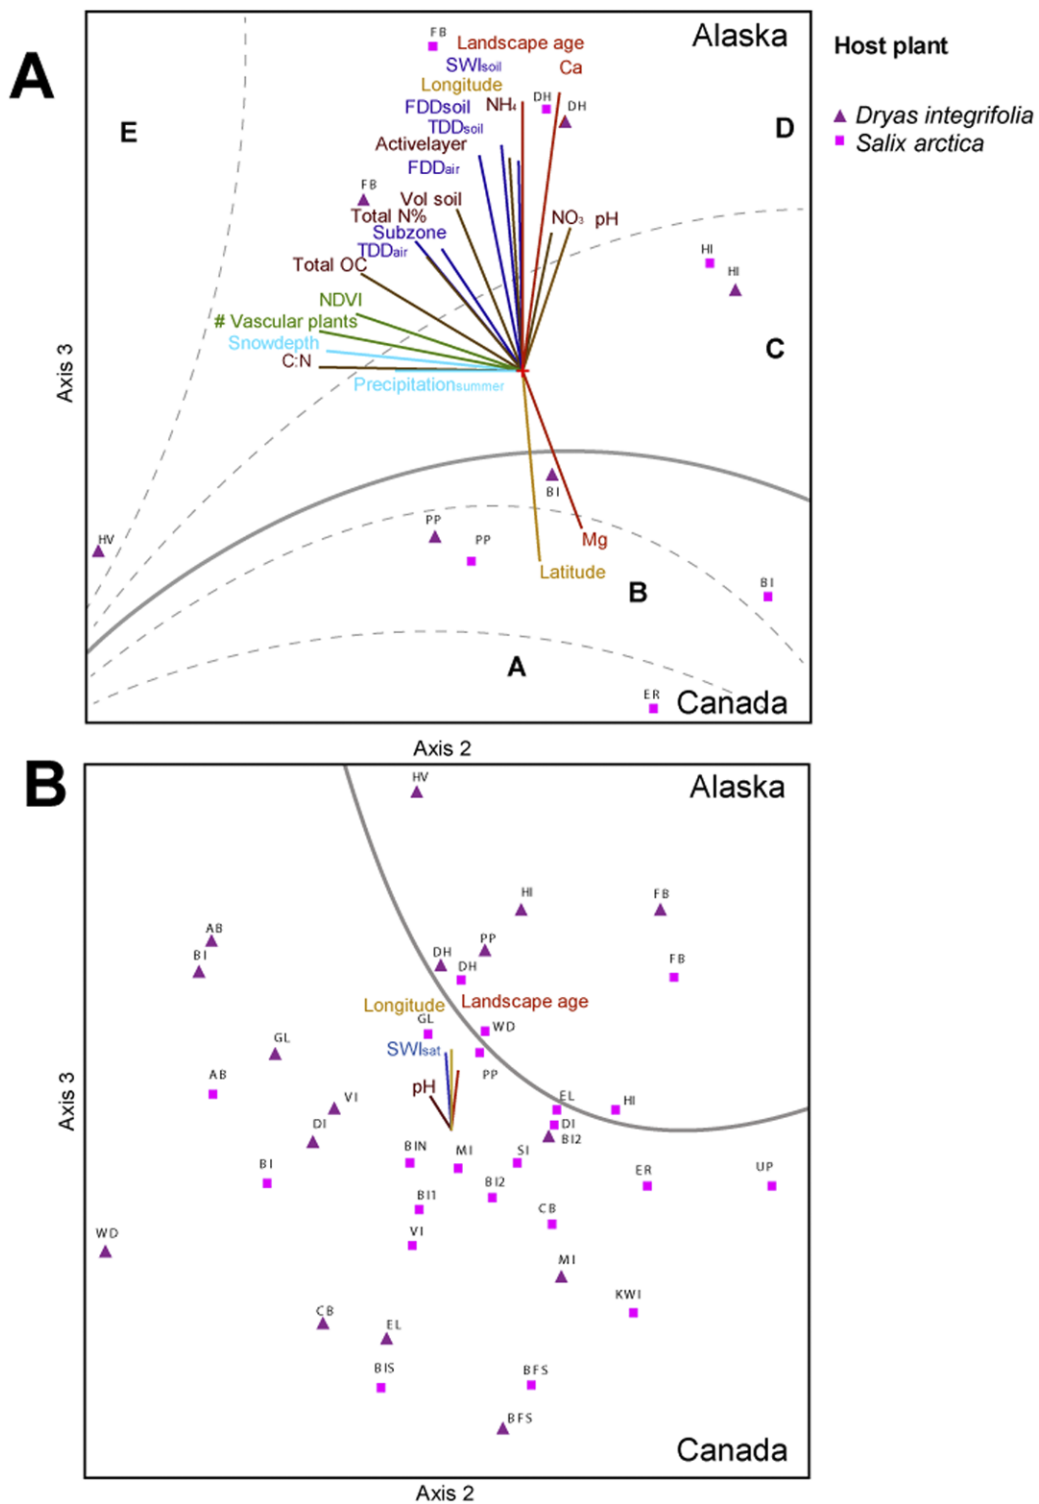 A
Alaska
Host plant
Dryas integrifolia
Salix arctica
FB
Landscape age
SWIsoil
Ca
Longitude
FDDsoil
NH4
DH
DH
TDDsoil
E
D
Activelayer
FDDair
FB
Vol soil
Total N%
NO3 pH
Subzone
TDDair
HI
HI
Total OC
NDVI
# Vascular plants
Snowdepth
C
C:N
Precipitationsummer
Axis 3
BI
PP
PP
HV
Mg
Latitude
BI
B
A
ER
Canada
Axis 2
B
Alaska
HV
HI
FB
AB
BI
DH
PP
DH
FB
Longitude
Landscape age
GL
WD
GL
SWIsat
PP
AB
pH
VI
EL
HI
DI
DI
BI2
Axis 3
BIN
MI
SI
BI
ER
UP
BI2
BI1
CB
VI
WD
MI
KWI
CB
EL
BIS
BFS
BFS
Canada
Axis 2